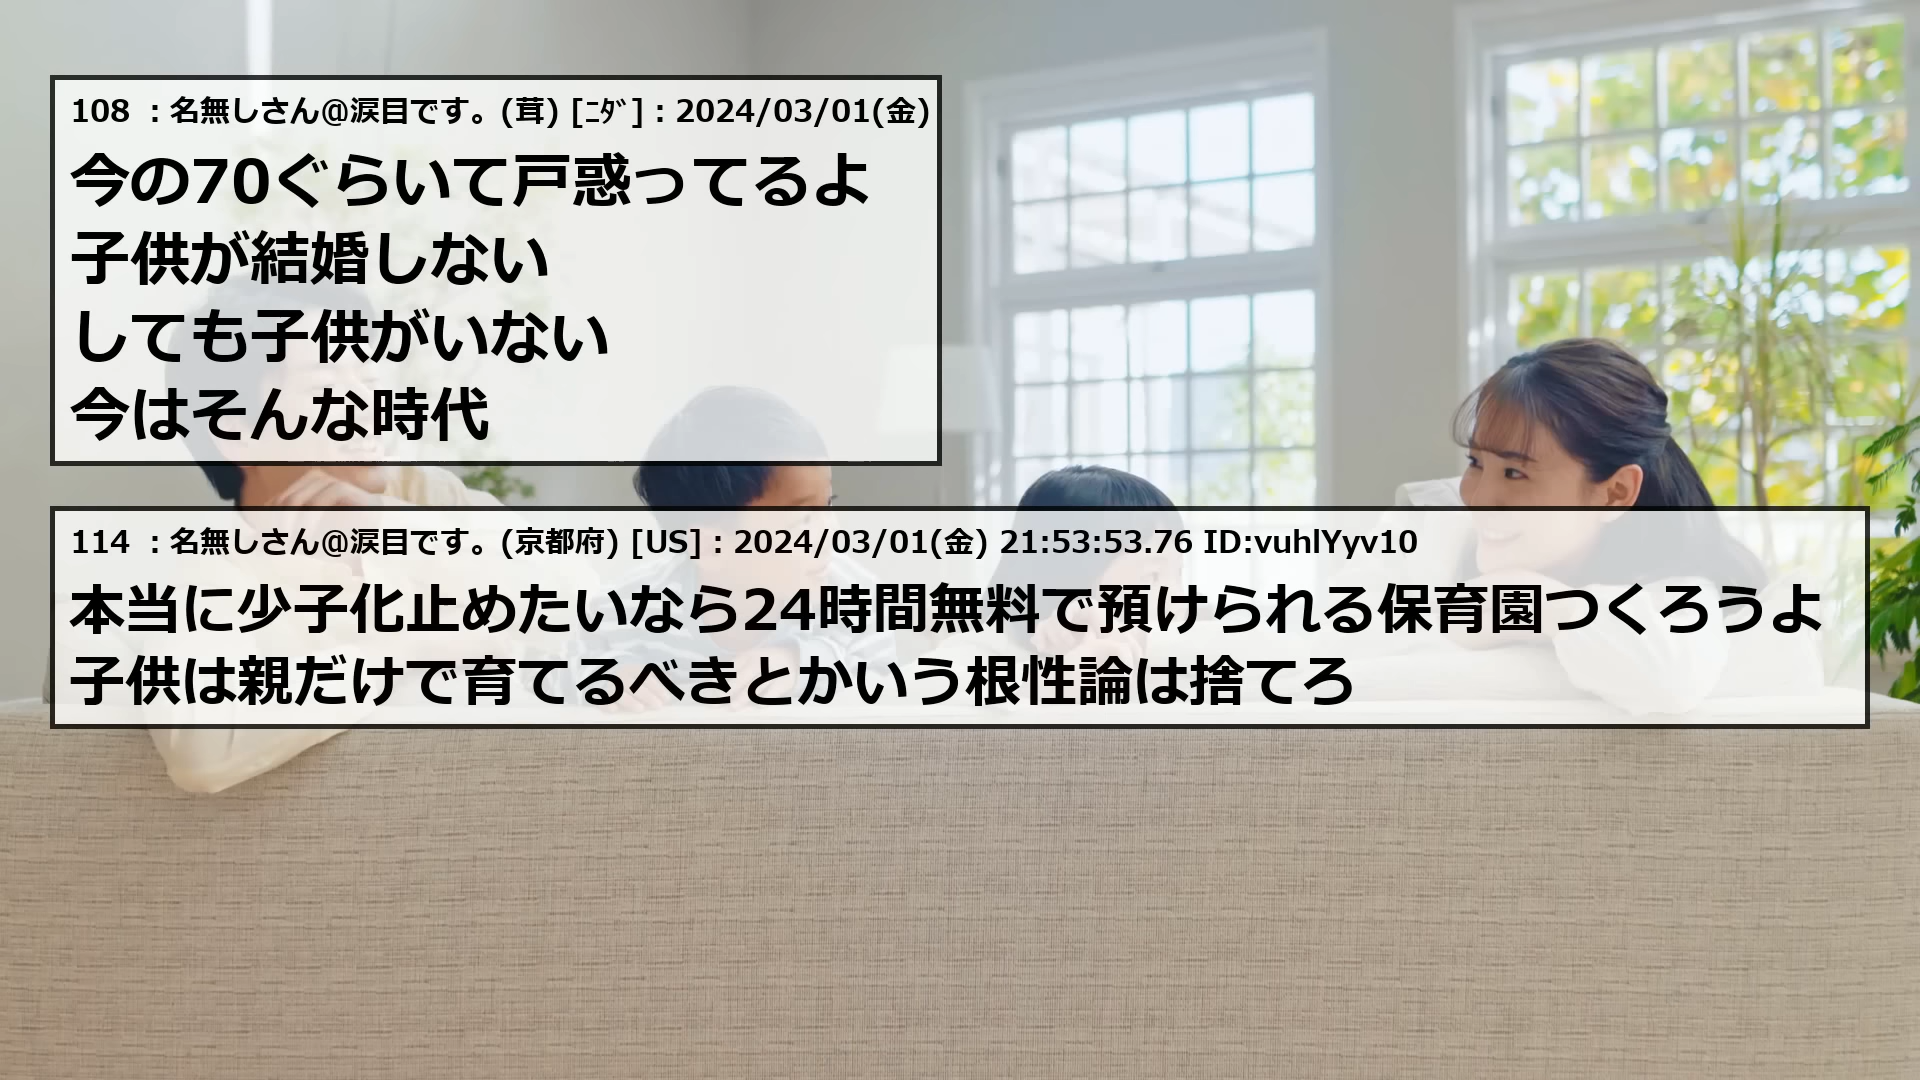 108 ：名無しさん@涙目です。(茸) [ﾆﾀﾞ]：2024/03/01(金)
今の70ぐらいて戸惑ってるよ
子供が結婚しない
しても子供がいない
今はそんな時代
114 ：名無しさん@涙目です。(京都府) [US]：2024/03/01(金) 21:53:53.76 ID:vuhlYyv10
本当に少子化止めたいなら24時間無料で預けられる保育園つくろうよ
子供は親だけで育てるべきとかいう根性論は捨てろ